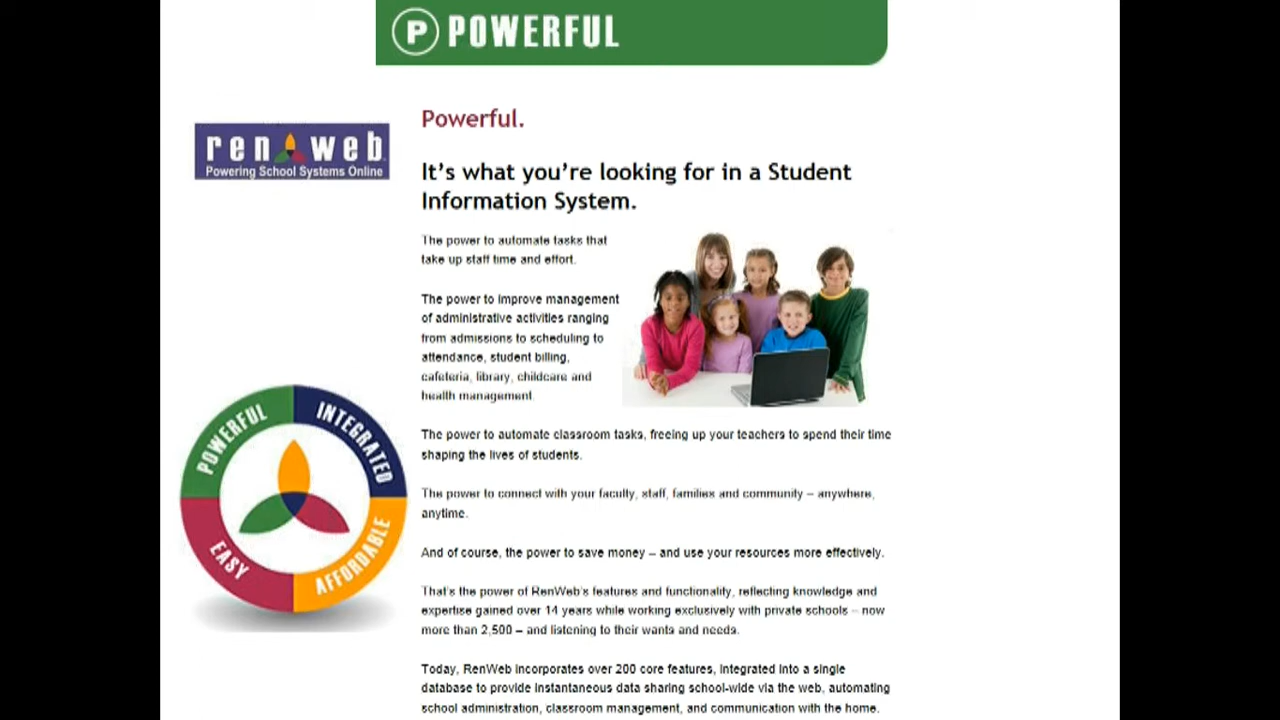 P POWERFUL
Powerful.
ren web
Powering School Systems Online
It's what you're looking for in a Student
Information System.
The power to automate tasks that
take up staff time and effort.
The power to improve management
of administrative activities ranging
from admissions to scheduling to
attendance, student billing,
cafeteria, library, childcare and
health management.
The power to automate classroom tasks, freeing up your teachers to spend their time
shaping the lives of students.
The power to connect with your faculty, staff, families and community – anywhere,
anytime.
And of course, the power to save money – and use your resources more effectively.
That's the power of RenWeb's features and functionality, reflecting knowledge and
expertise gained over 14 years while working exclusively with private schools – now
more than 2,500 – and listening to their wants and needs.
Today, RenWeb incorporates over 200 core features, integrated into a single
database to provide instantaneous data sharing school-wide via the web, automating
school administration, classroom management, and communication with the home.
POWERFUL
INTEGRATED
EASY
AFFORDABLE